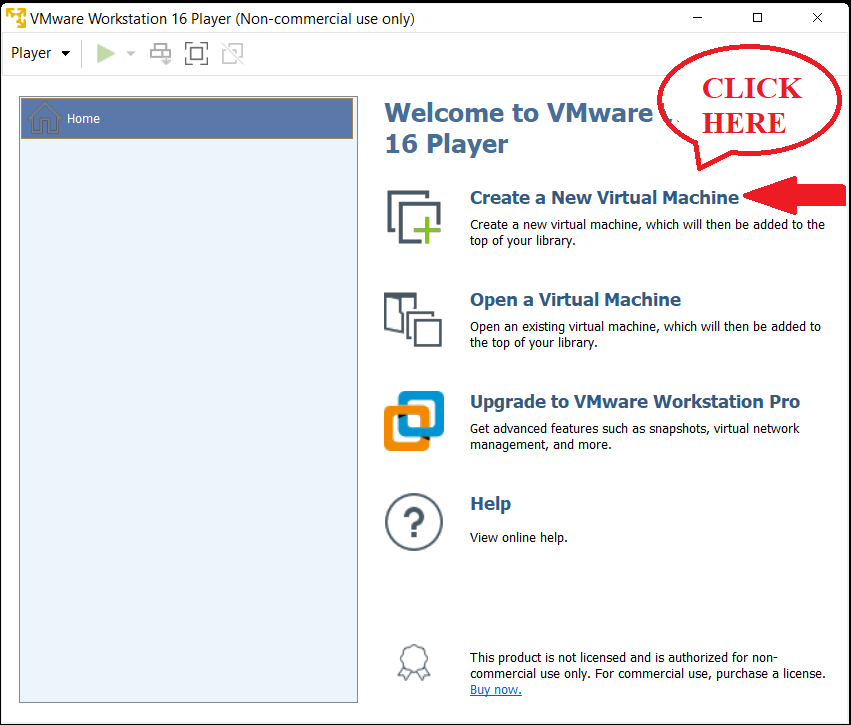 VMware Workstation 16 Player (Non-commercial use only)
Player
Home
Welcome to VMware
16 Player
CLICK
HERE
Create a New Virtual Machine
Create a new virtual machine, which will then be added to the
top of your library.
Open a Virtual Machine
Open an existing virtual machine, which will then be added to
the top of your library.
Upgrade to VMware Workstation Pro
Get advanced features such as snapshots, virtual network
management, and more.
Help
View online help.
This product is not licensed and is authorized for non-
commercial use only. For commercial use, purchase a license.
Buy now.